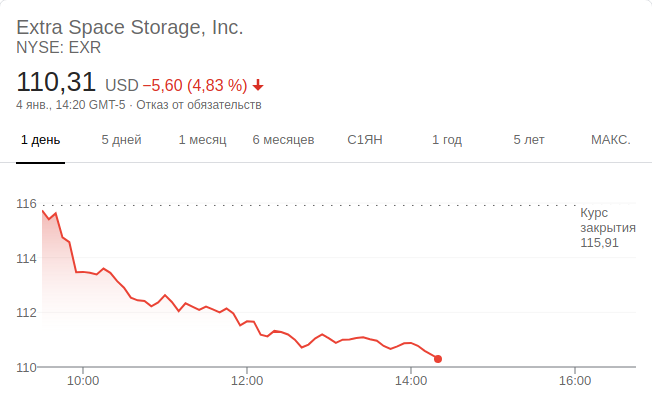 Extra Space Storage, Inc.
NYSE: EXR
110,31 USD −5,60 (4,83 %)
4 янв., 14:20 GMT-5 · Отказ от обязательств
1 день 5 дней 1 месяц 6 месяцев С1ЯН 1 год 5 лет МАКС.
116
Курс
закрытия
115,91
114
112
110
10:00 12:00 14:00 16:00